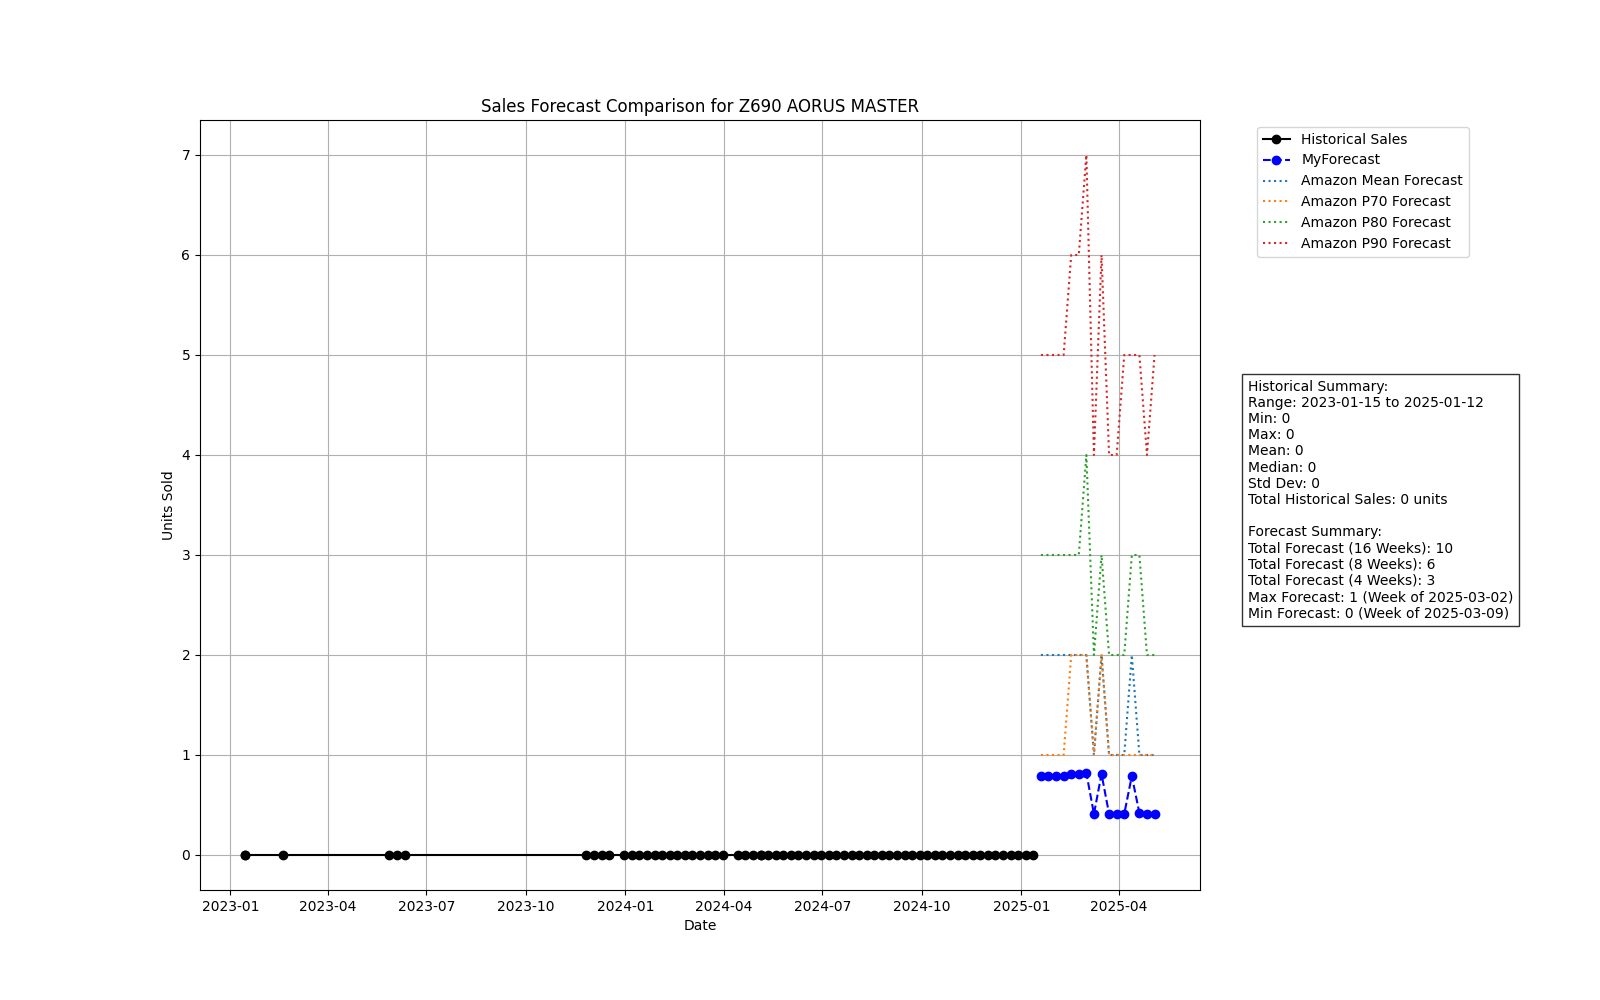 Sales Forecast Comparison for Z690 AORUS MASTER
Historical Sales
MyForecast
Amazon Mean Forecast
Amazon P70 Forecast
Amazon P80 Forecast
Amazon P90 Forecast
7
6
5
4
3
2
1
0
Units Sold
2023-01
2023-04
2023-07
2023-10
2024-01
2024-04
2024-07
2024-10
2025-01
2025-04
Date
Historical Summary:
Range: 2023-01-15 to 2025-01-12
Min: 0
Max: 0
Mean: 0
Median: 0
Std Dev: 0
Total Historical Sales: 0 units
Forecast Summary:
Total Forecast (16 Weeks): 10
Total Forecast (8 Weeks): 6
Total Forecast (4 Weeks): 3
Max Forecast: 1 (Week of 2025-03-02)
Min Forecast: 0 (Week of 2025-03-09)